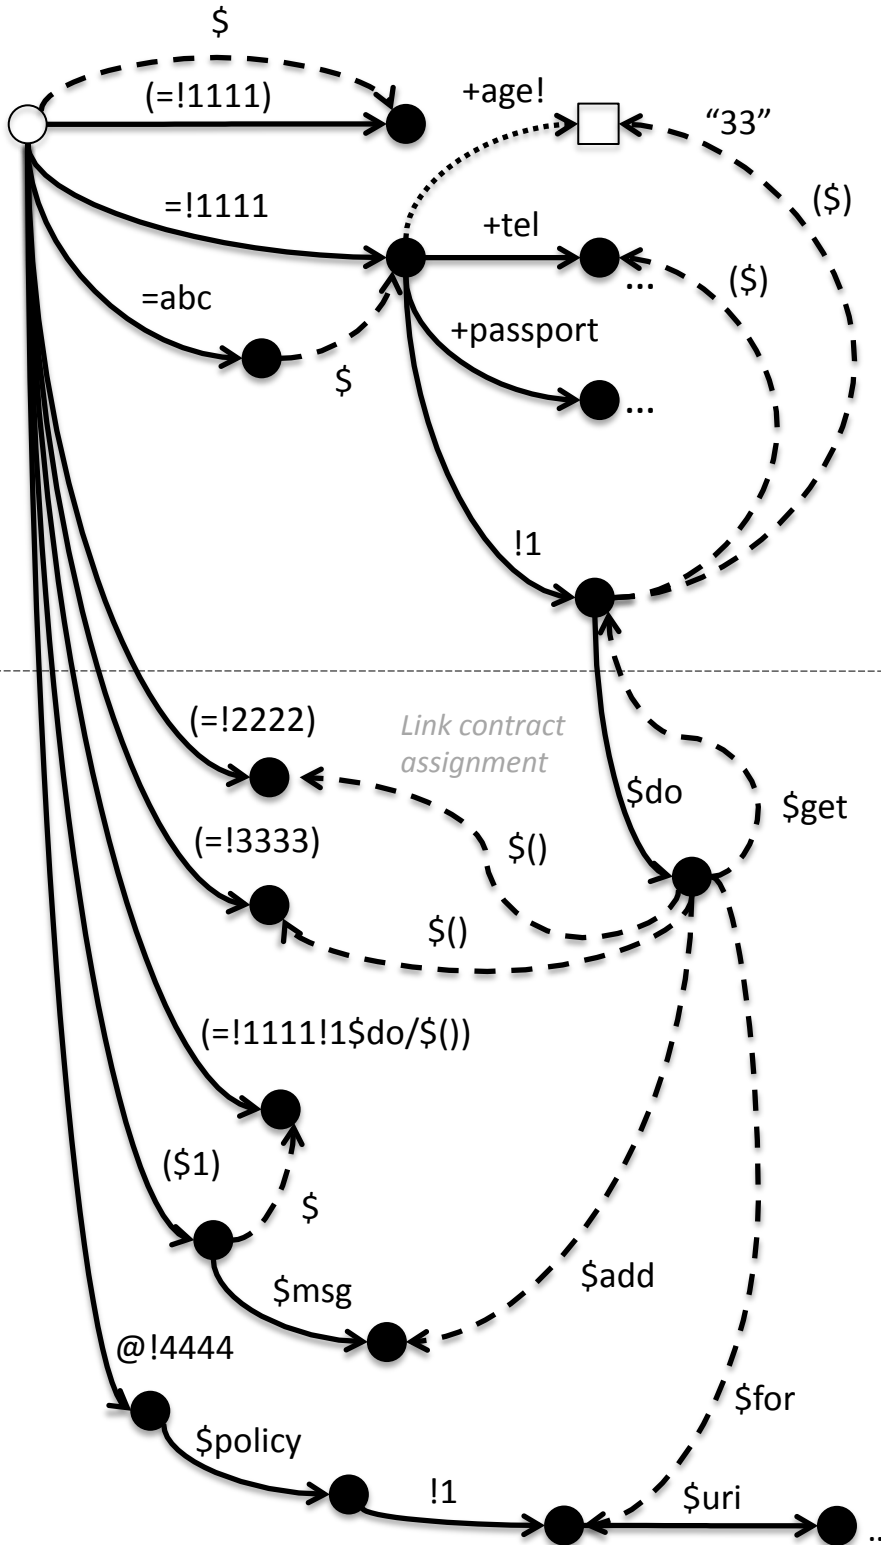 $
(=!1111)
+age!
“33”
=!1111
($)
+tel
...
($)
=abc
+passport
$
...
!1
(=!2222)
Link contract
assignment
$do
$get
(=!3333)
$()
$()
(=!1111!1$do/$())
($1)
$
$msg
$add
@!4444
$for
$policy
!1
$uri
..